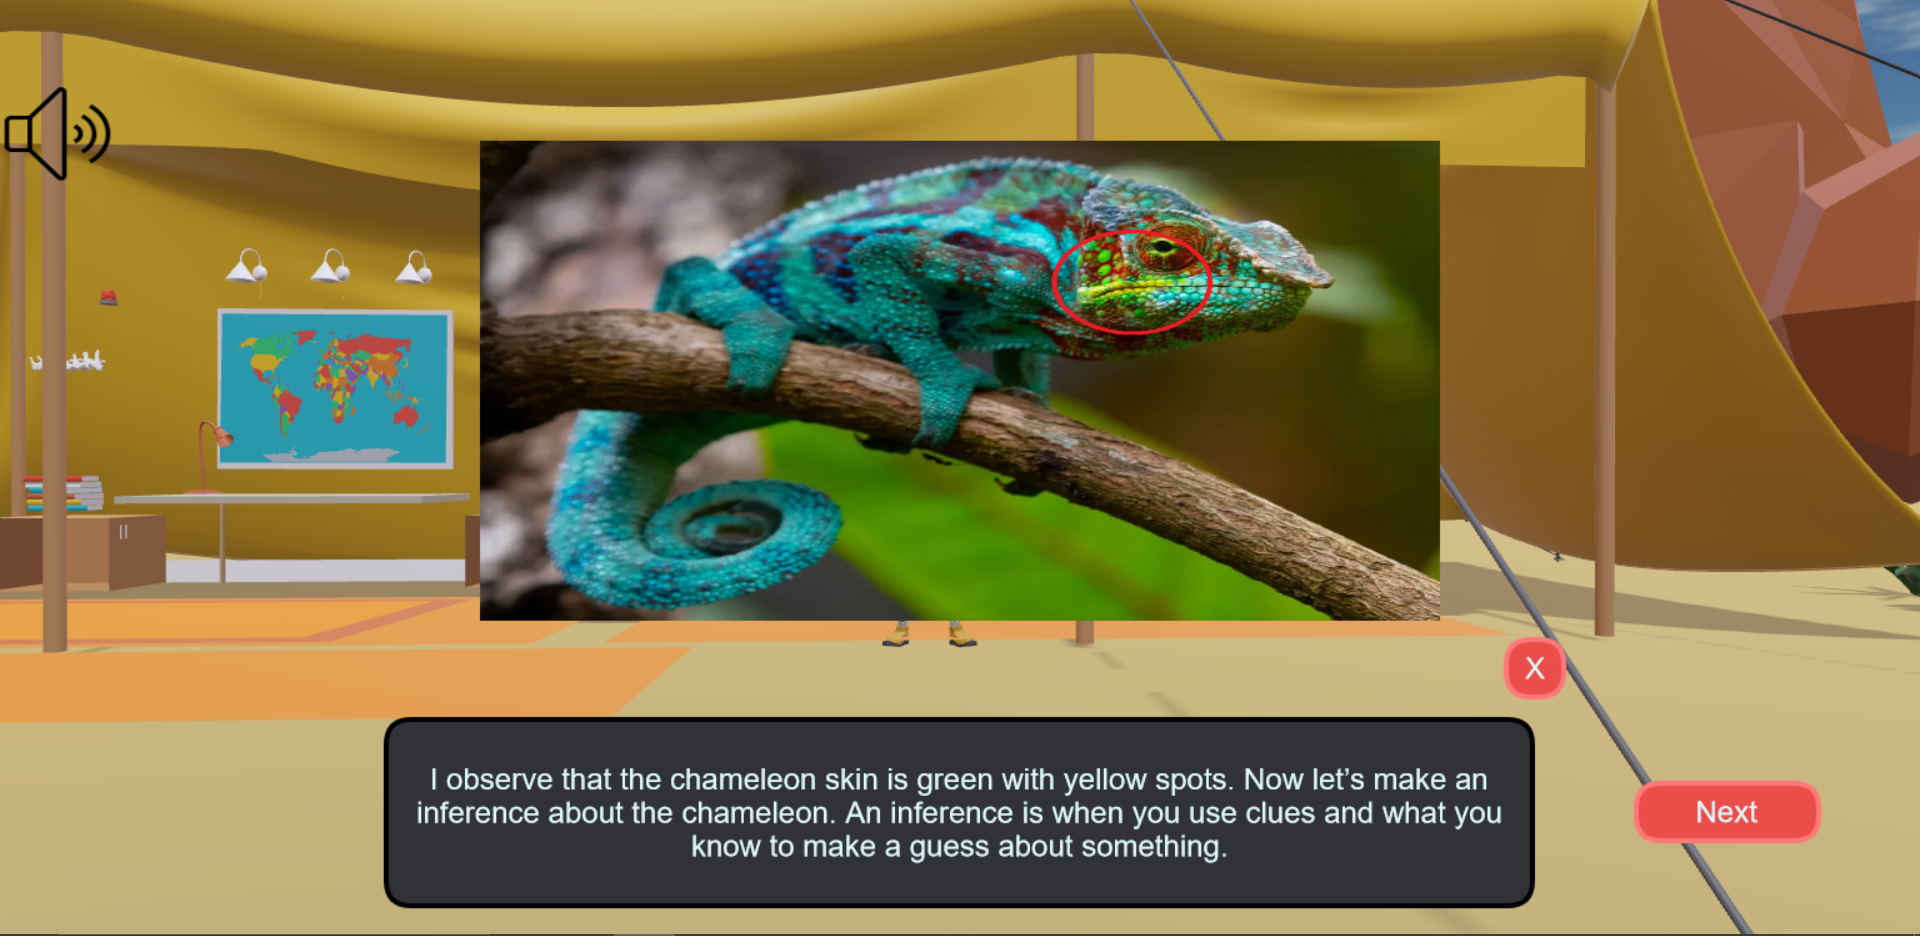 X
I observe that the chameleon skin is green with yellow spots. Now let’s make an
inference about the chameleon. An inference is when you use clues and what you
know to make a guess about something.
Next